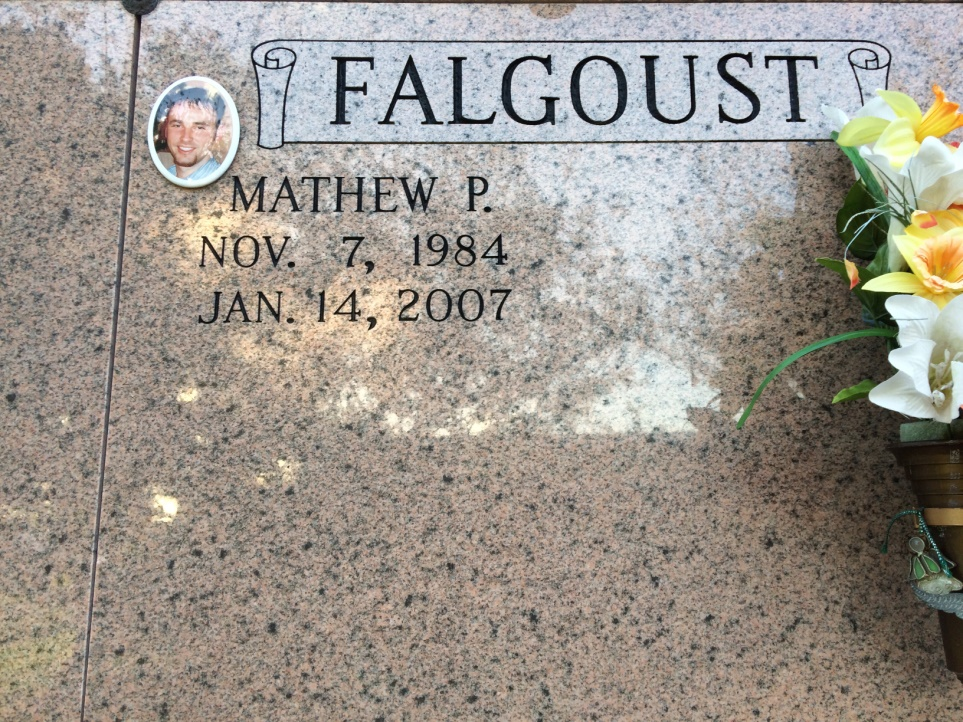 FALGOUST
MATHEW P.
NOV. 7, 1984
JAN. 14, 2007